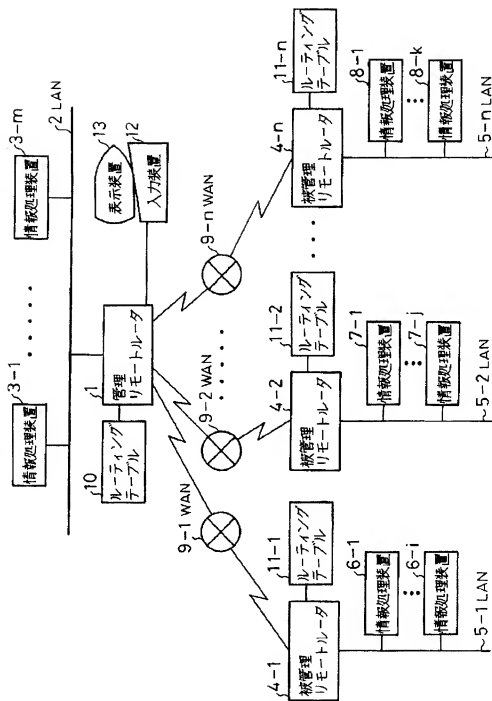 3-1
情報処理装置
3-m
情報処理装置
2 LAN
10
ルーティング
テーブル
1
管理
リモートルータ
13
表示装置
12
入力装置
9-1 WAN
9-2 WAN
9-n WAN
4-1
被管理
リモートルータ
11-1
ルーティング
テーブル
6-1
情報処理装置
6-i
情報処理装置
5-1 LAN
4-2
被管理
リモートルータ
11-2
ルーティング
テーブル
7-1
情報処理装置
7-j
情報処理装置
5-2 LAN
4-n
被管理
リモートルータ
11-n
ルーティング
テーブル
8-1
情報処理装置
8-k
情報処理装置
5-n LAN